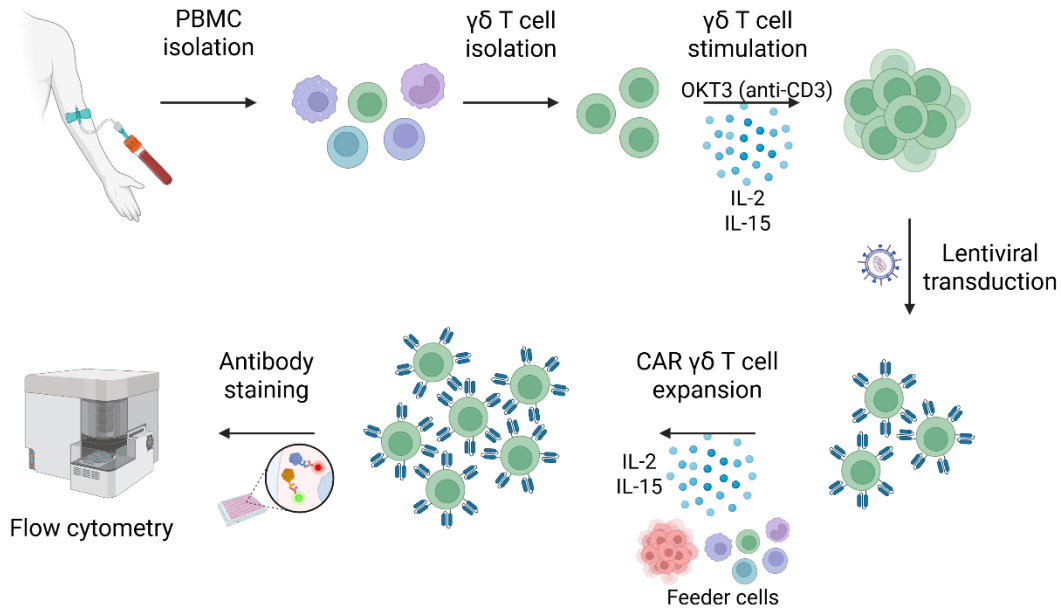 PBMC
isolation
γδ T cell
isolation
γδ T cell
stimulation
OKT3 (anti-CD3)
IL-2
IL-15
Lentiviral
transduction
CAR γδ T cell
expansion
IL-2
IL-15
Feeder cells
Antibody
staining
Flow cytometry